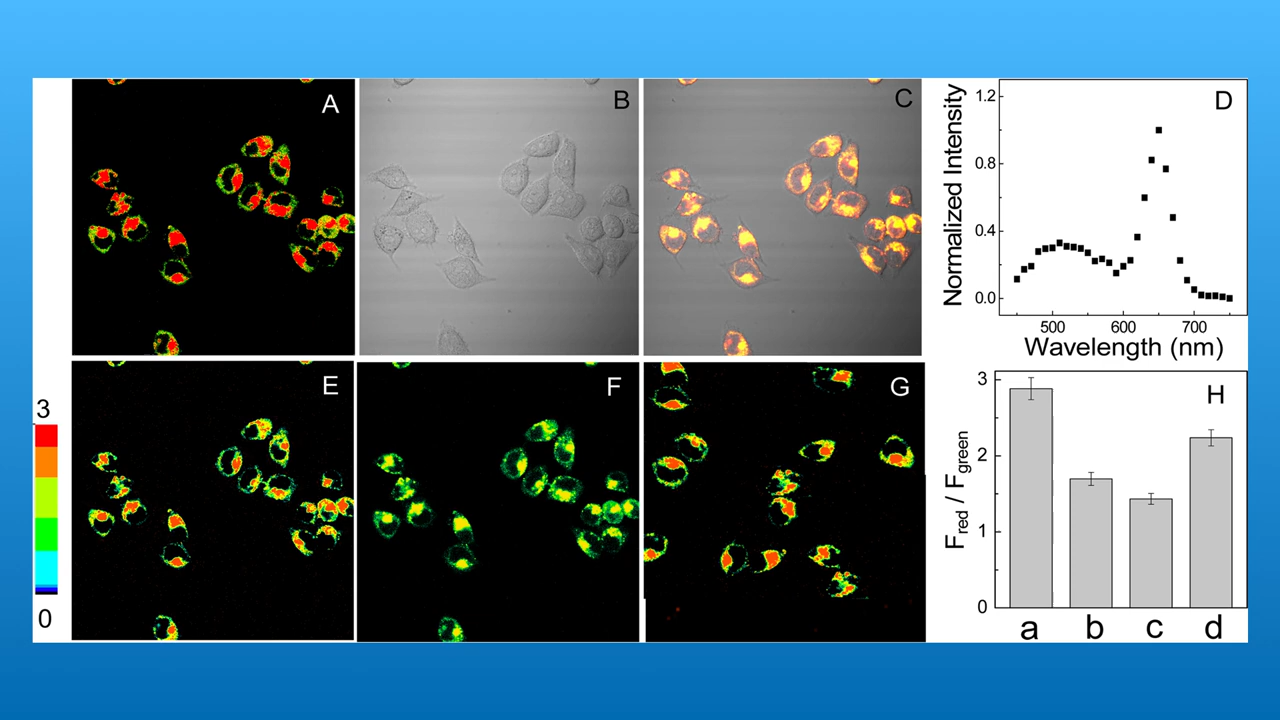 A
B
C
D
Normalized Intensity
1.2
0.8
0.4
0.0
500 600 700
Wavelength (nm)
3
0
E
F
G
H
Fred / Fgreen
3
2
1
0
a b c d